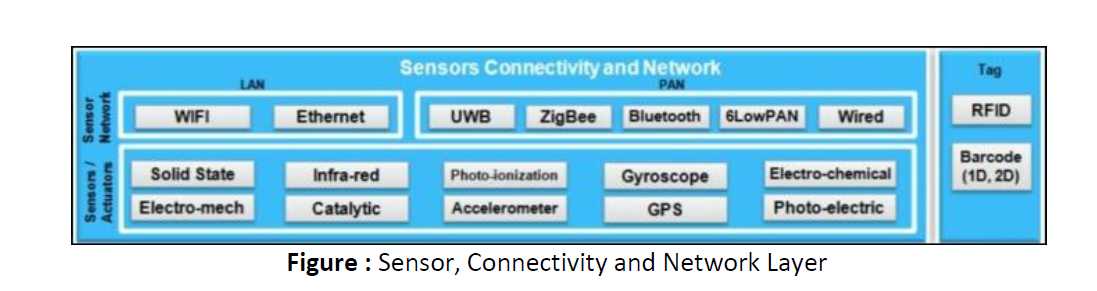 Sensors Connectivity and Network
LAN
PAN
Sensor
Network
WIFI
Ethernet
UWB
ZigBee
Bluetooth
6LowPAN
Wired
Sensors /
Actuators
Solid State
Infra-red
Photo-ionization
Gyroscope
Electro-chemical
Electro-mech
Catalytic
Accelerometer
GPS
Photo-electric
Tag
RFID
Barcode
(1D, 2D)
Figure : Sensor, Connectivity and Network Layer